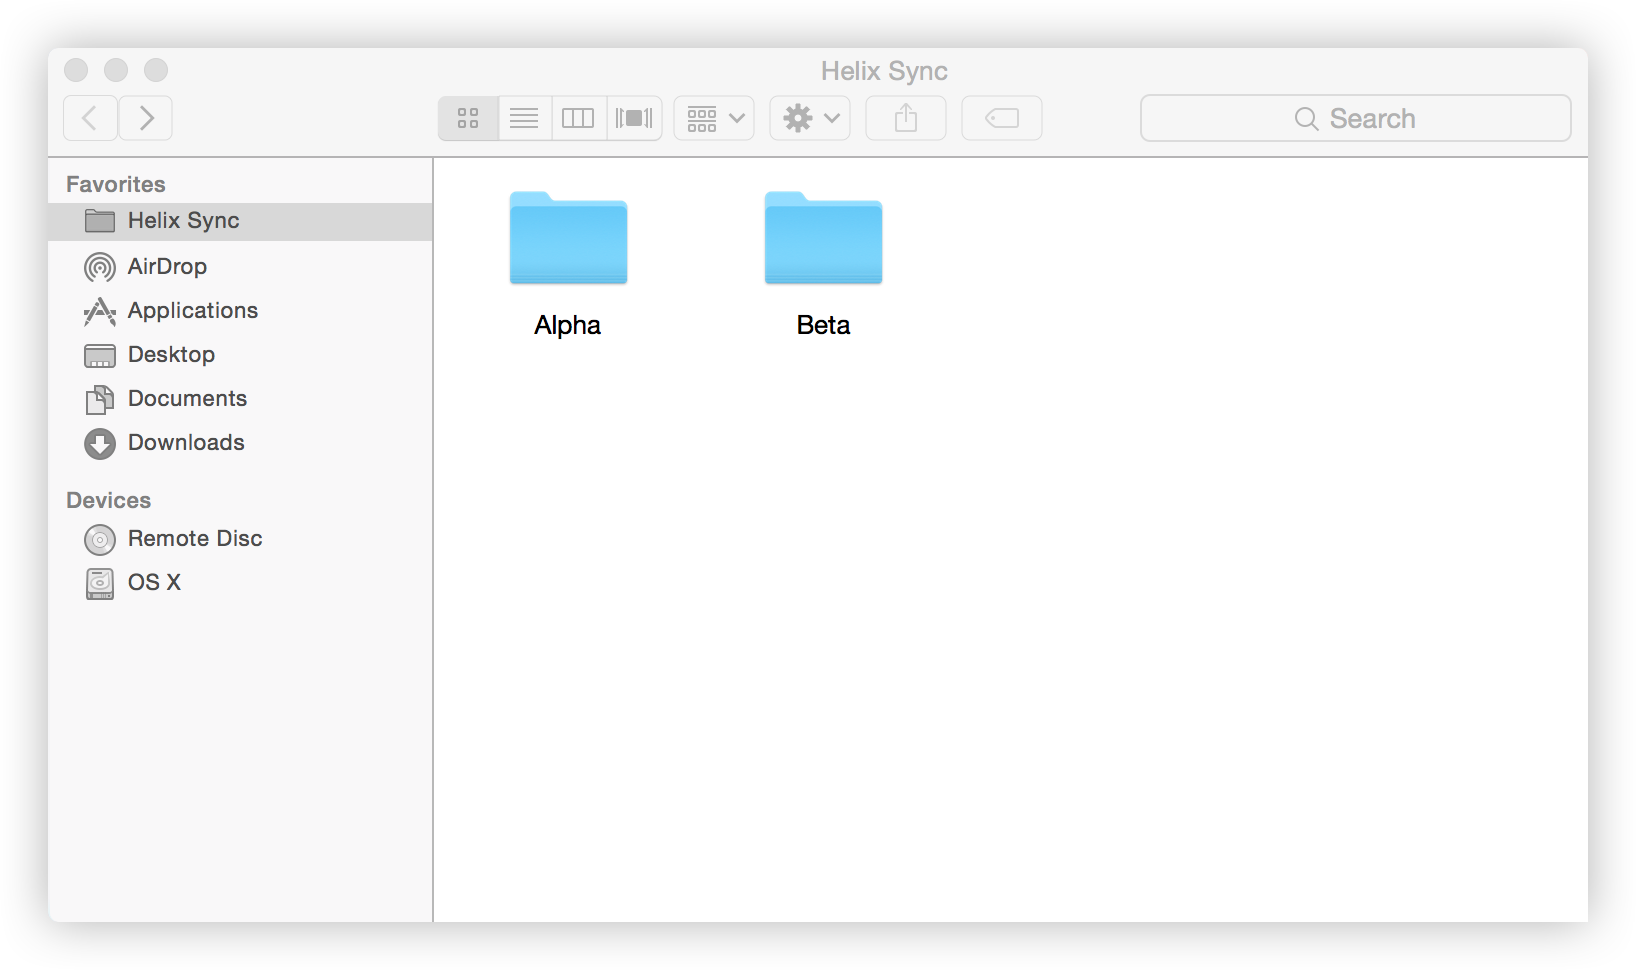 Helix Sync
Search
Favorites
Helix Sync
AirDrop
Applications
Desktop
Documents
Downloads
Devices
Remote Disc
OS X
Alpha
Beta